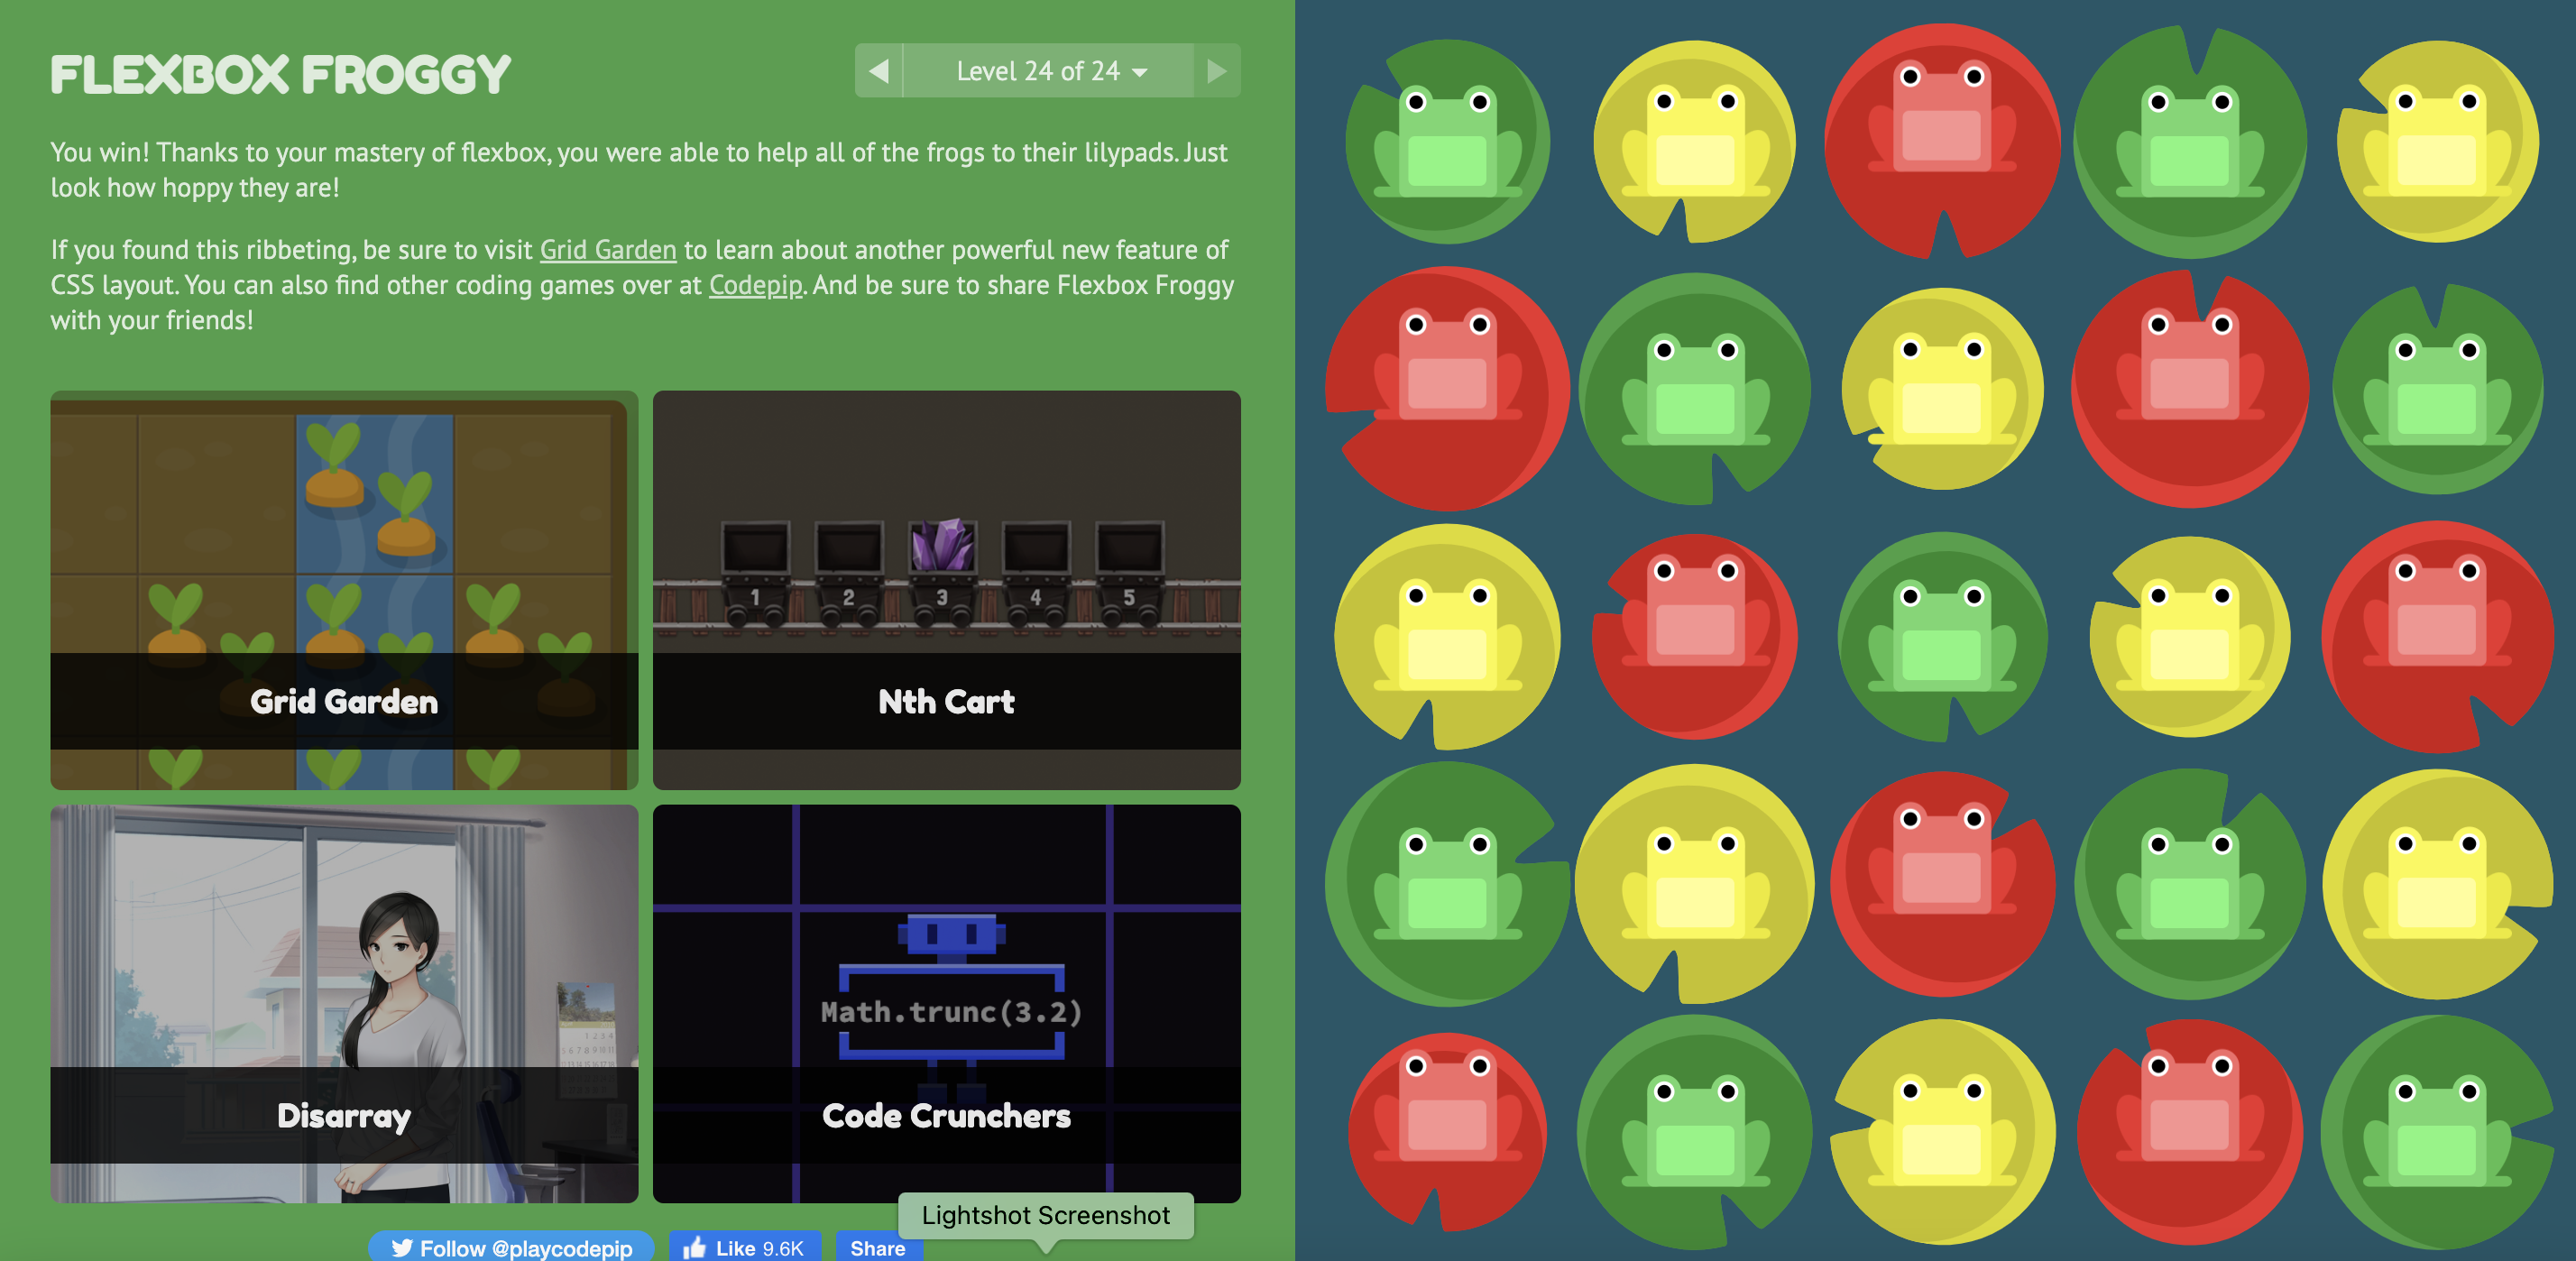 FLEXBOX FROGGY
Level 24 of 24
You win! Thanks to your mastery of flexbox, you were able to help all of the frogs to their lilypads. Just
look how hoppy they are!
If you found this ribbeting, be sure to visit Grid Garden to learn about another powerful new feature of
CSS layout. You can also find other coding games over at Codepip. And be sure to share Flexbox Froggy
with your friends!
1 2 3 4 5
Grid Garden
Nth Cart
Math.trunc(3.2)
Disarray
Code Crunchers
Lightshot Screenshot
Follow @playcodepip
Like 9.6K
Share